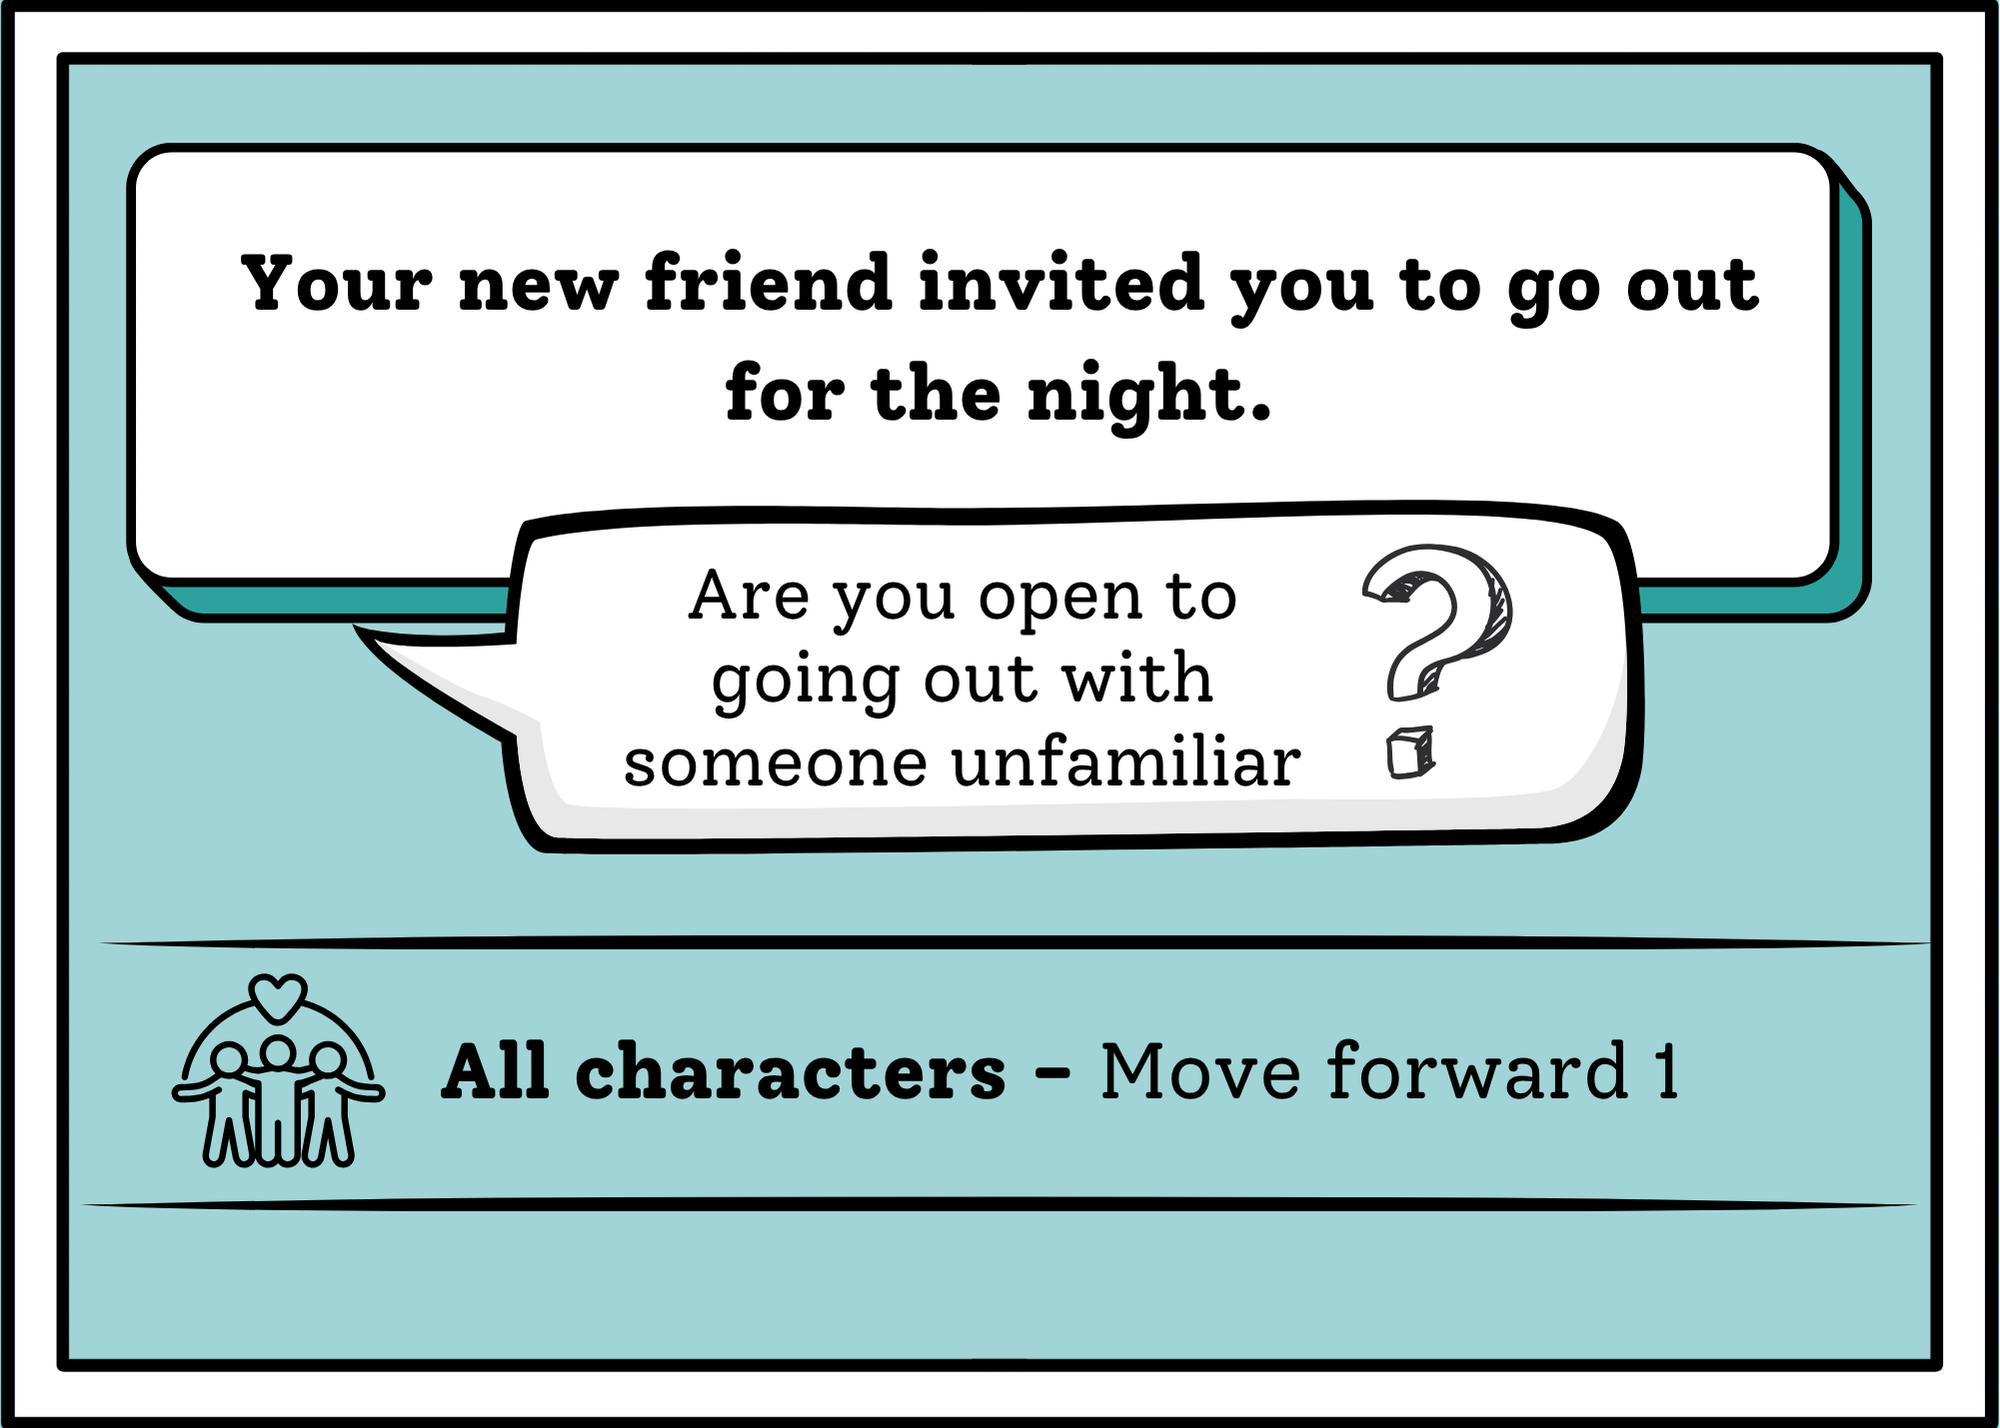 Your new friend invited you to go out
for the night.
Are you open to
going out with
someone unfamiliar
?
All characters - Move forward 1